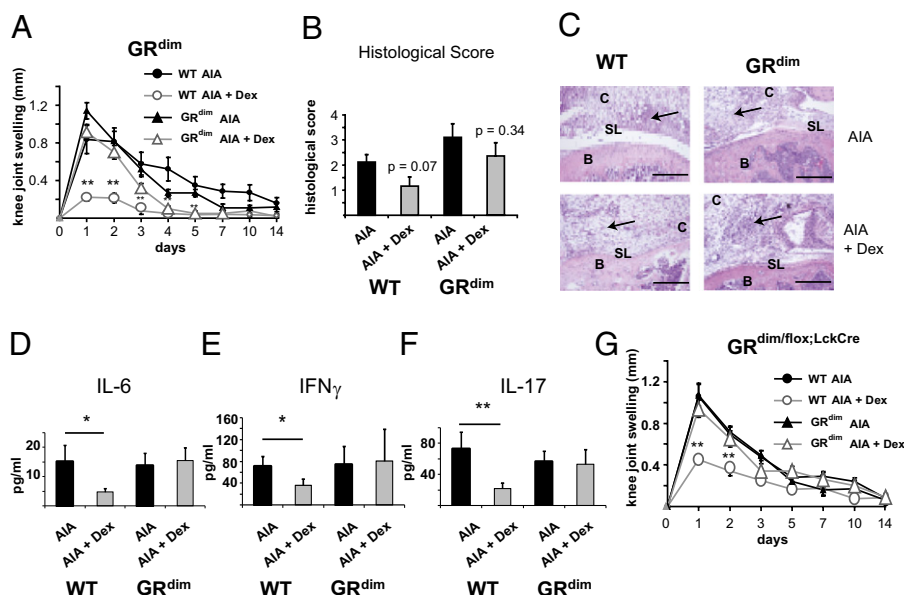 A
GR^dim
knee joint swelling (mm)
1.2
0.8
0.4
WT AIA
WT AIA + Dex
GR^dim AIA
GR^dim AIA + Dex
** ** ** ** **
0 1 2 3 4 5 7 10 14
days
B
Histological Score
histological score
5
4
3
2
1
0
p = 0.07
p = 0.34
AIA AIA + Dex AIA AIA + Dex
WT GR^dim
C
WT GR^dim
C
SL
B
C
SL
B
AIA
C
SL
B
C
*
SL
B
AIA
+ Dex
D
IL-6
pg/ml
20
10
*
AIA AIA + Dex AIA AIA + Dex
WT GR^dim
E
IFNγ
pg/ml
160
120
80
40
0
*
AIA AIA + Dex AIA AIA + Dex
WT GR^dim
F
IL-17
pg/ml
80
40
**
AIA AIA + Dex AIA AIA + Dex
WT GR^dim
G
GR^dim/flox;LckCre
knee joint swelling (mm)
1.2
0.8
0.4
WT AIA
WT AIA + Dex
GR^dim AIA
GR^dim AIA + Dex
** **
0 1 2 3 5 7 10 14
days